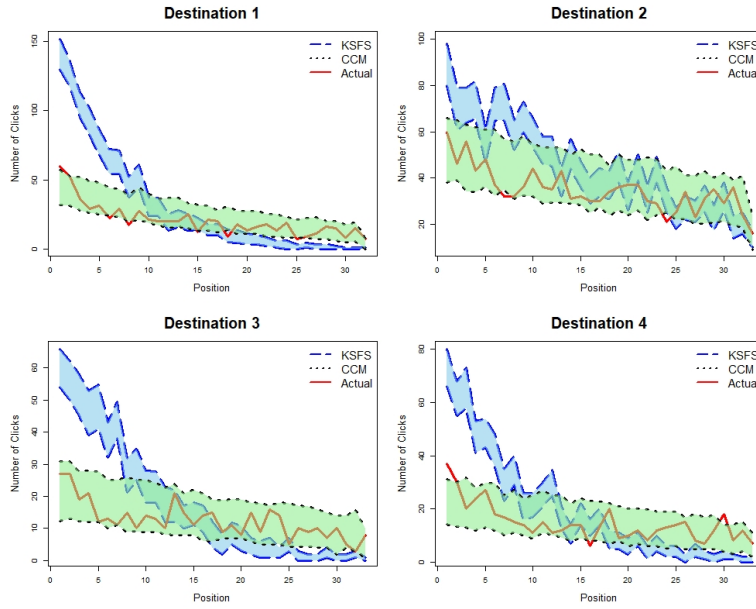 Destination 1
Number of Clicks
150
100
50
0
KSFS
CCM
Actual
0 5 10 15 20 25 30
Position
Destination 2
Number of Clicks
100
80
60
40
20
KSFS
CCM
Actual
0 5 10 15 20 25 30
Position
Destination 3
Number of Clicks
60
50
40
30
20
10
0
KSFS
CCM
Actual
0 5 10 15 20 25 30
Position
Destination 4
Number of Clicks
80
60
40
20
0
KSFS
CCM
Actual
0 5 10 15 20 25 30
Position